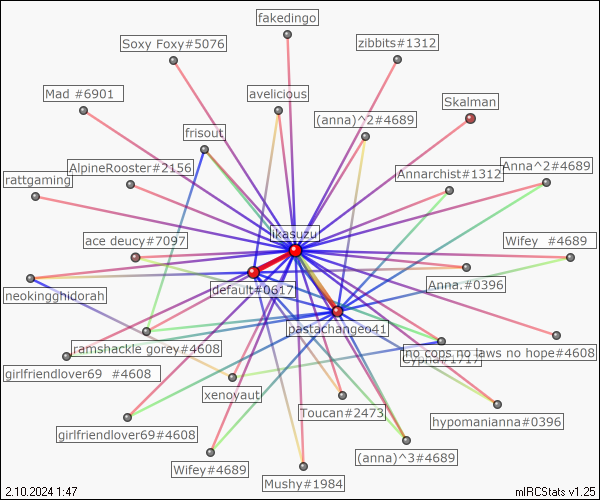 fakedingo
Soxy Foxy#5076
zibbits#1312
Mad #6901
avelicious
Skalman
(anna)^2#4689
frisout
AlpineRooster#2156
Annarchist#1312
Anna^2#4689
rattgaming
ikasuzu
ace deucy#7097
Wifey #4689
default#0617
Anna.#0396
neokingghidorah
pastachangeo41
ramshackle gorey#4608
no cops no laws no hope#4608
Cypria#1717
girlfriendlover69 #4608
xenoyaut
Toucan#2473
hypomanianna#0396
girlfriendlover69#4608
(anna)^3#4689
Wifey#4689
Mushy#1984
2.10.2024 1:47
mIRCStats v1.25